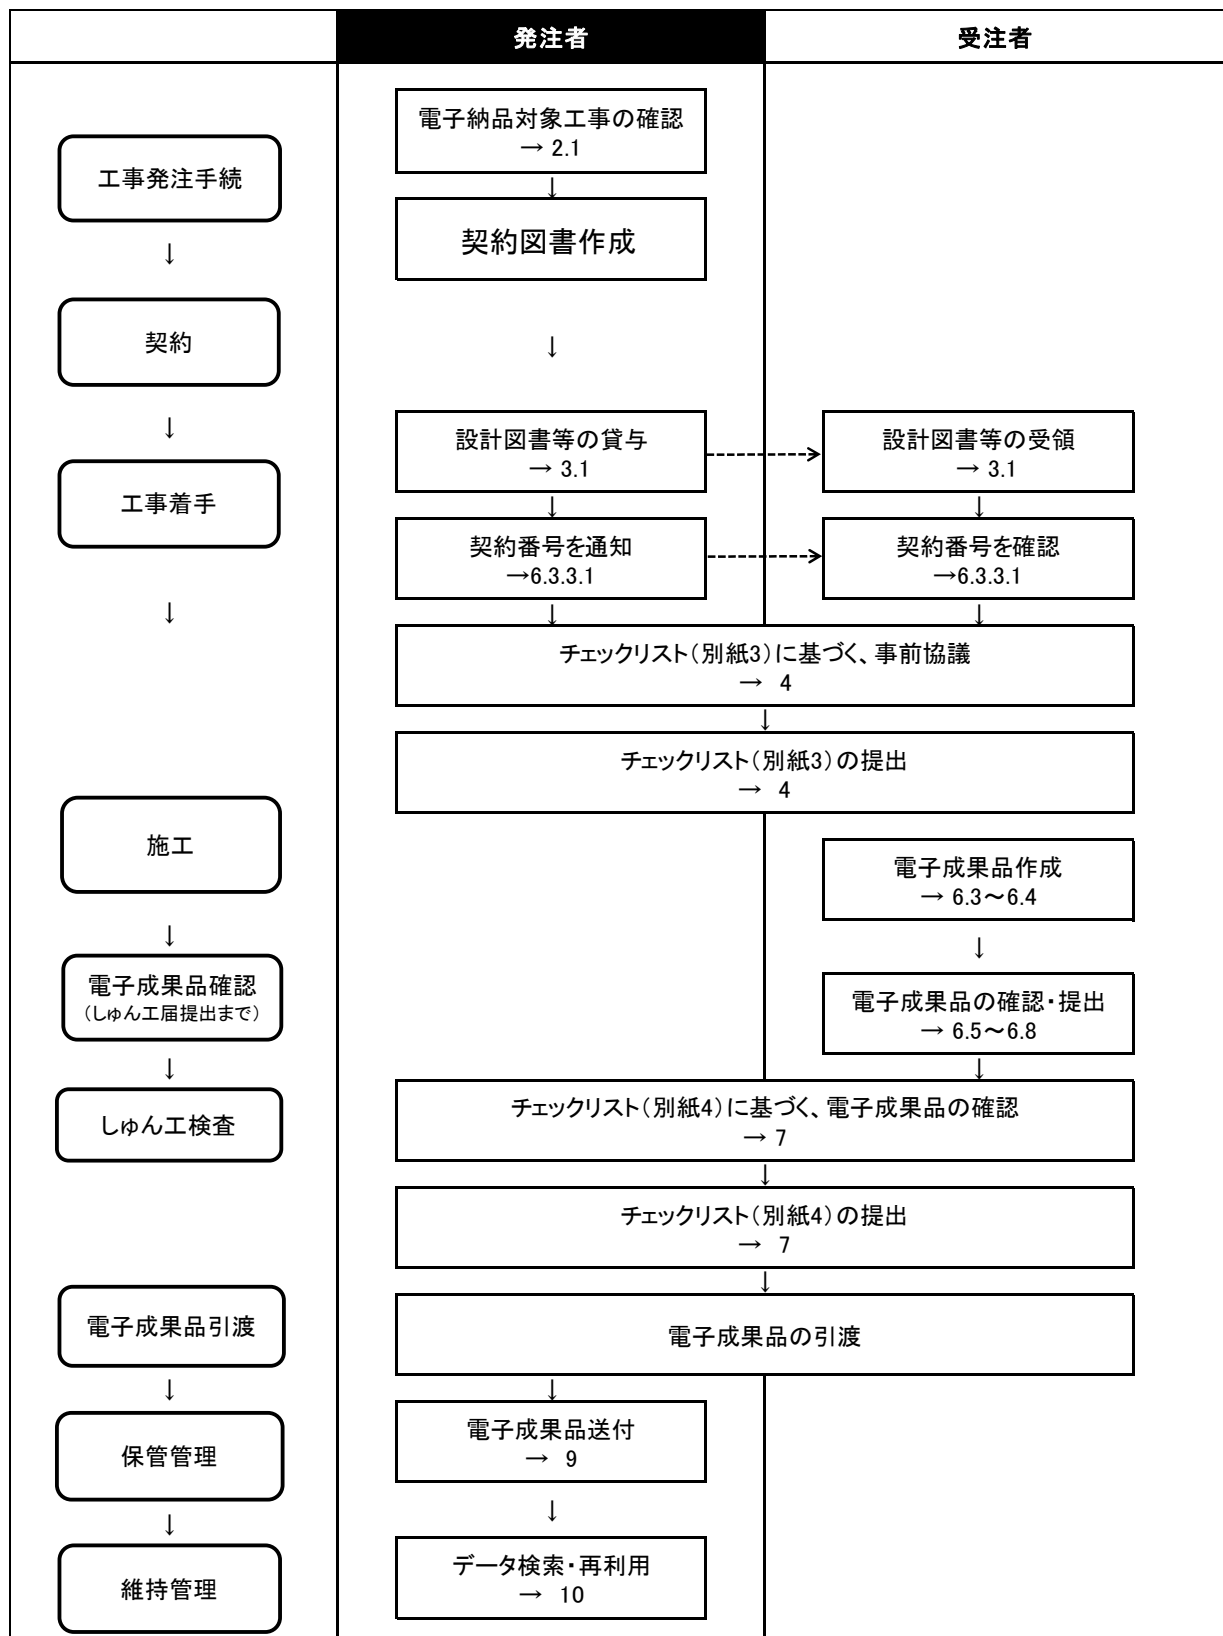 発注者
受注者
電子納品対象工事の確認
→ 2.1
工事発注手続
↓
契約図書作成
↓
契約
↓
↓
設計図書等の貸与
→ 3.1
設計図書等の受領
→ 3.1
工事着手
↓
↓
契約番号を通知
→6.3.3.1
契約番号を確認
→6.3.3.1
↓
↓
↓
チェックリスト(別紙3)に基づく、事前協議
→ 4
↓
チェックリスト(別紙3)の提出
→ 4
施工
電子成果品作成
→ 6.3~6.4
↓
↓
電子成果品確認
(しゅん工届提出まで)
電子成果品の確認・提出
→ 6.5~6.8
↓
↓
しゅん工検査
チェックリスト(別紙4)に基づく、電子成果品の確認
→ 7
↓
チェックリスト(別紙4)の提出
→ 7
↓
電子成果品引渡
電子成果品の引渡
↓
↓
保管管理
電子成果品送付
→ 9
↓
↓
維持管理
データ検索・再利用
→ 10